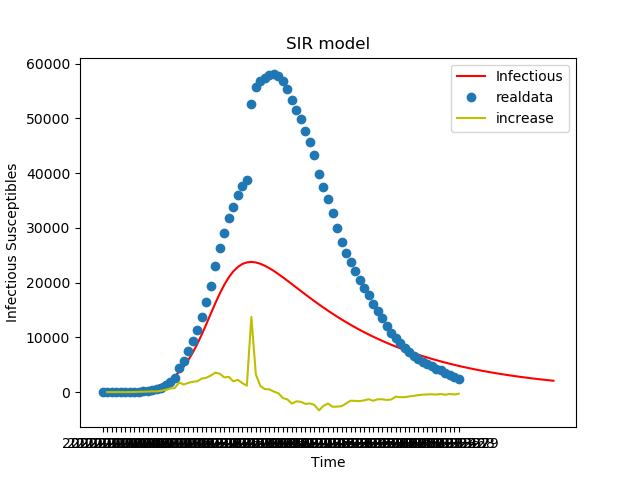 SIR model
Infectious
realdata
increase
60000
50000
40000
30000
20000
10000
0
Infectious Susceptibles
Time